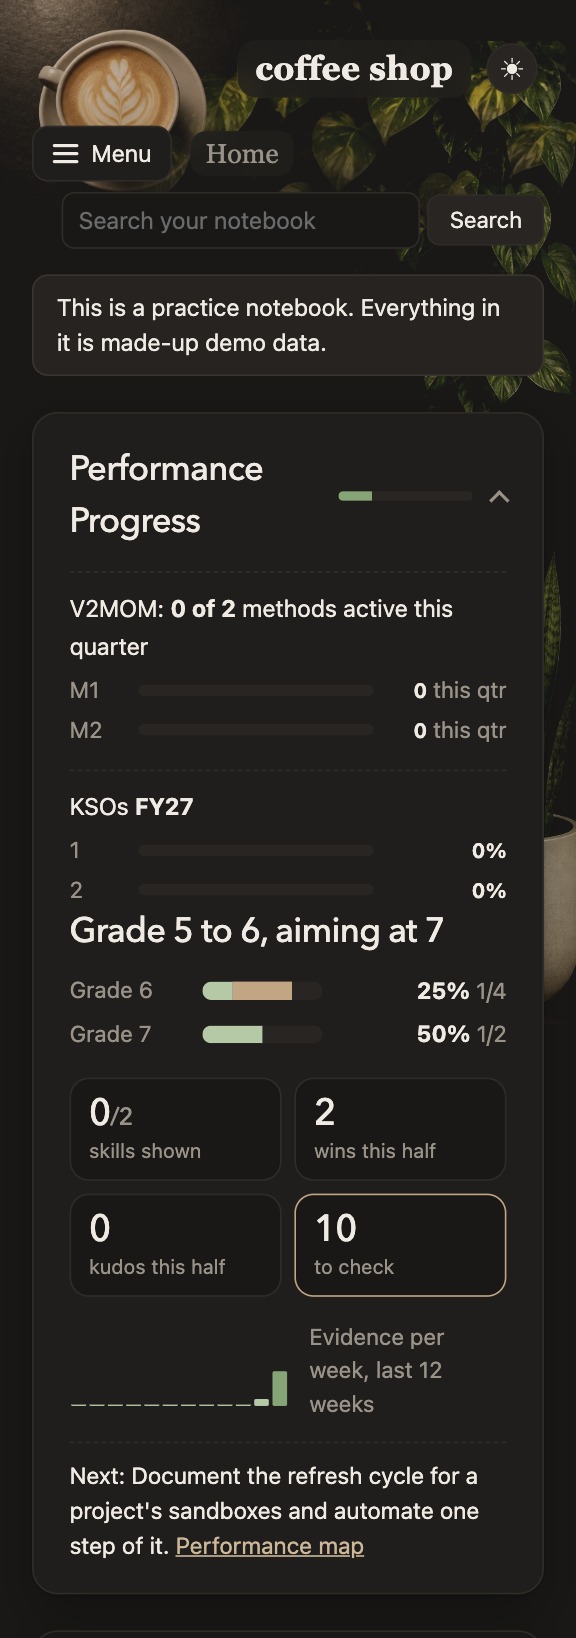 coffee shop
Menu
Home
Search your notebook
Search
This is a practice notebook. Everything in
it is made-up demo data.
Performance
Progress
V2MOM: 0 of 2 methods active this
quarter
M1
0 this qtr
M2
0 this qtr
KSOs FY27
1
0%
2
0%
Grade 5 to 6, aiming at 7
Grade 6
25% 1/4
Grade 7
50% 1/2
0/2
skills shown
2
wins this half
0
kudos this half
10
to check
Evidence per
week, last 12
weeks
Next: Document the refresh cycle for a
project's sandboxes and automate one
step of it. Performance map